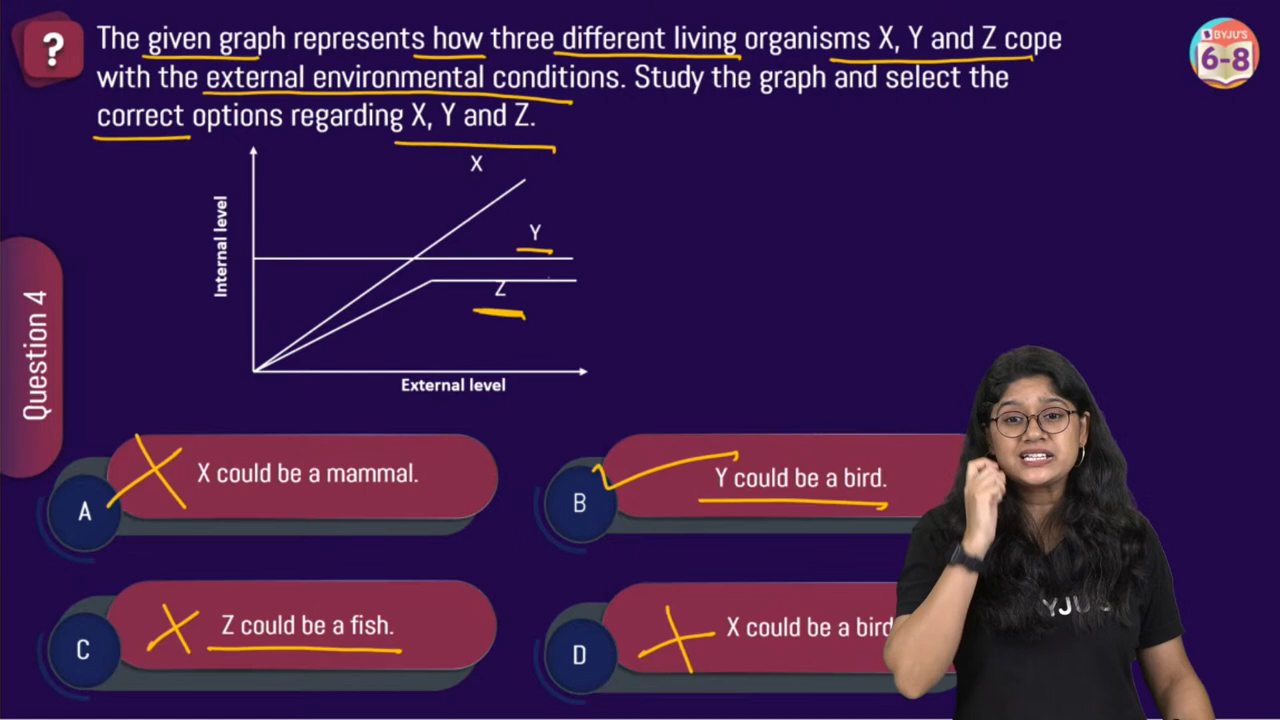 ?
The given graph represents how three different living organisms X, Y and Z cope
with the external environmental conditions. Study the graph and select the
correct options regarding X, Y and Z.
BYJU'S
6-8
X
Y
Z
Internal level
External level
Question 4
A
X could be a mammal.
B
Y could be a bird.
C
Z could be a fish.
D
X could be a bird
YJU'S